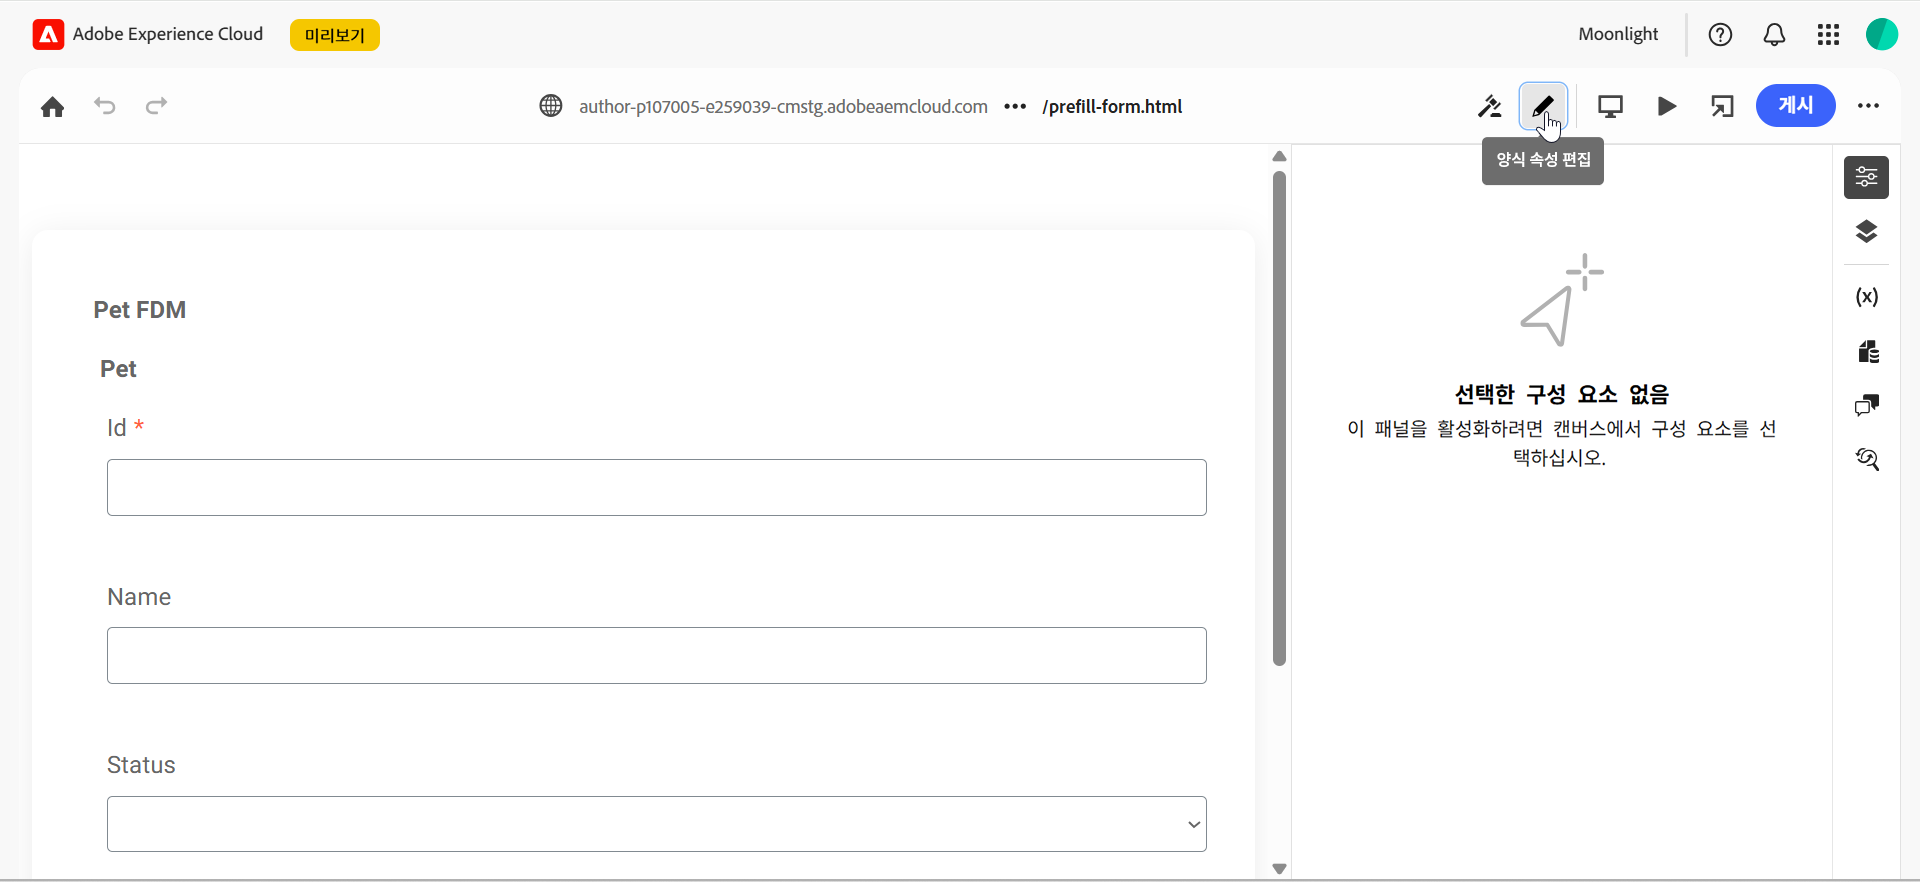 Adobe Experience Cloud
미리보기
Moonlight
author-p107005-e259039-cmstg.adobeaemcloud.com ••• /prefill-form.html
게시
양식 속성 편집
Pet FDM
Pet
Id *
Name
Status
선택한 구성 요소 없음
이 패널을 활성화하려면 캔버스에서 구성 요소를 선
택하십시오.
(x)